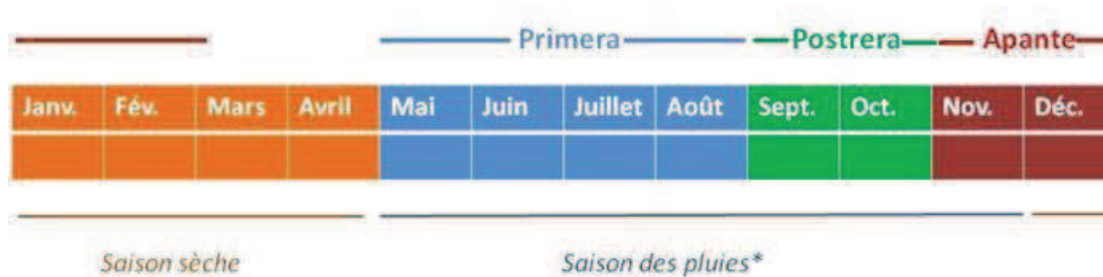 Primera Postrera Apante
Janv. Fév. Mars Avril Mai Juin Juillet Août Sept. Oct. Nov. Déc.
Saison sèche Saison des pluies*